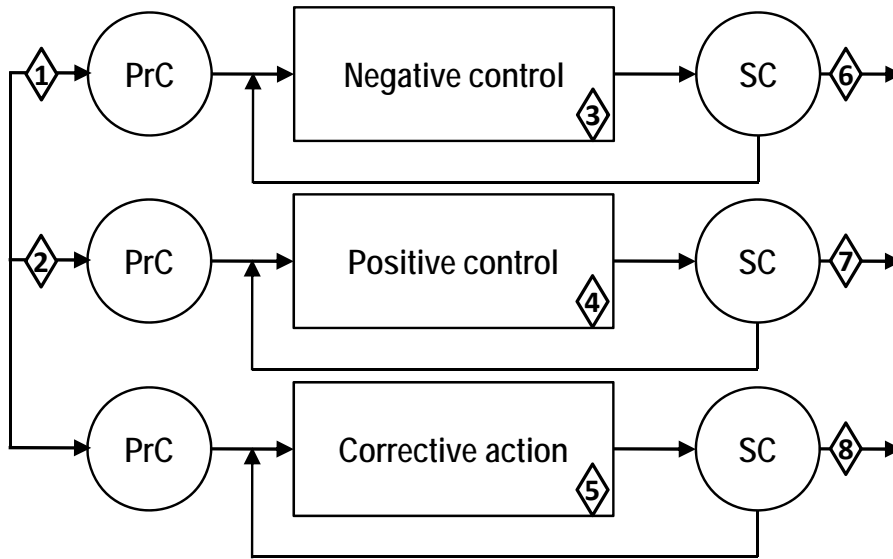 1 PrC Negative control 3 SC 6
2 PrC Positive control 4 SC 7
PrC Corrective action 5 SC 8